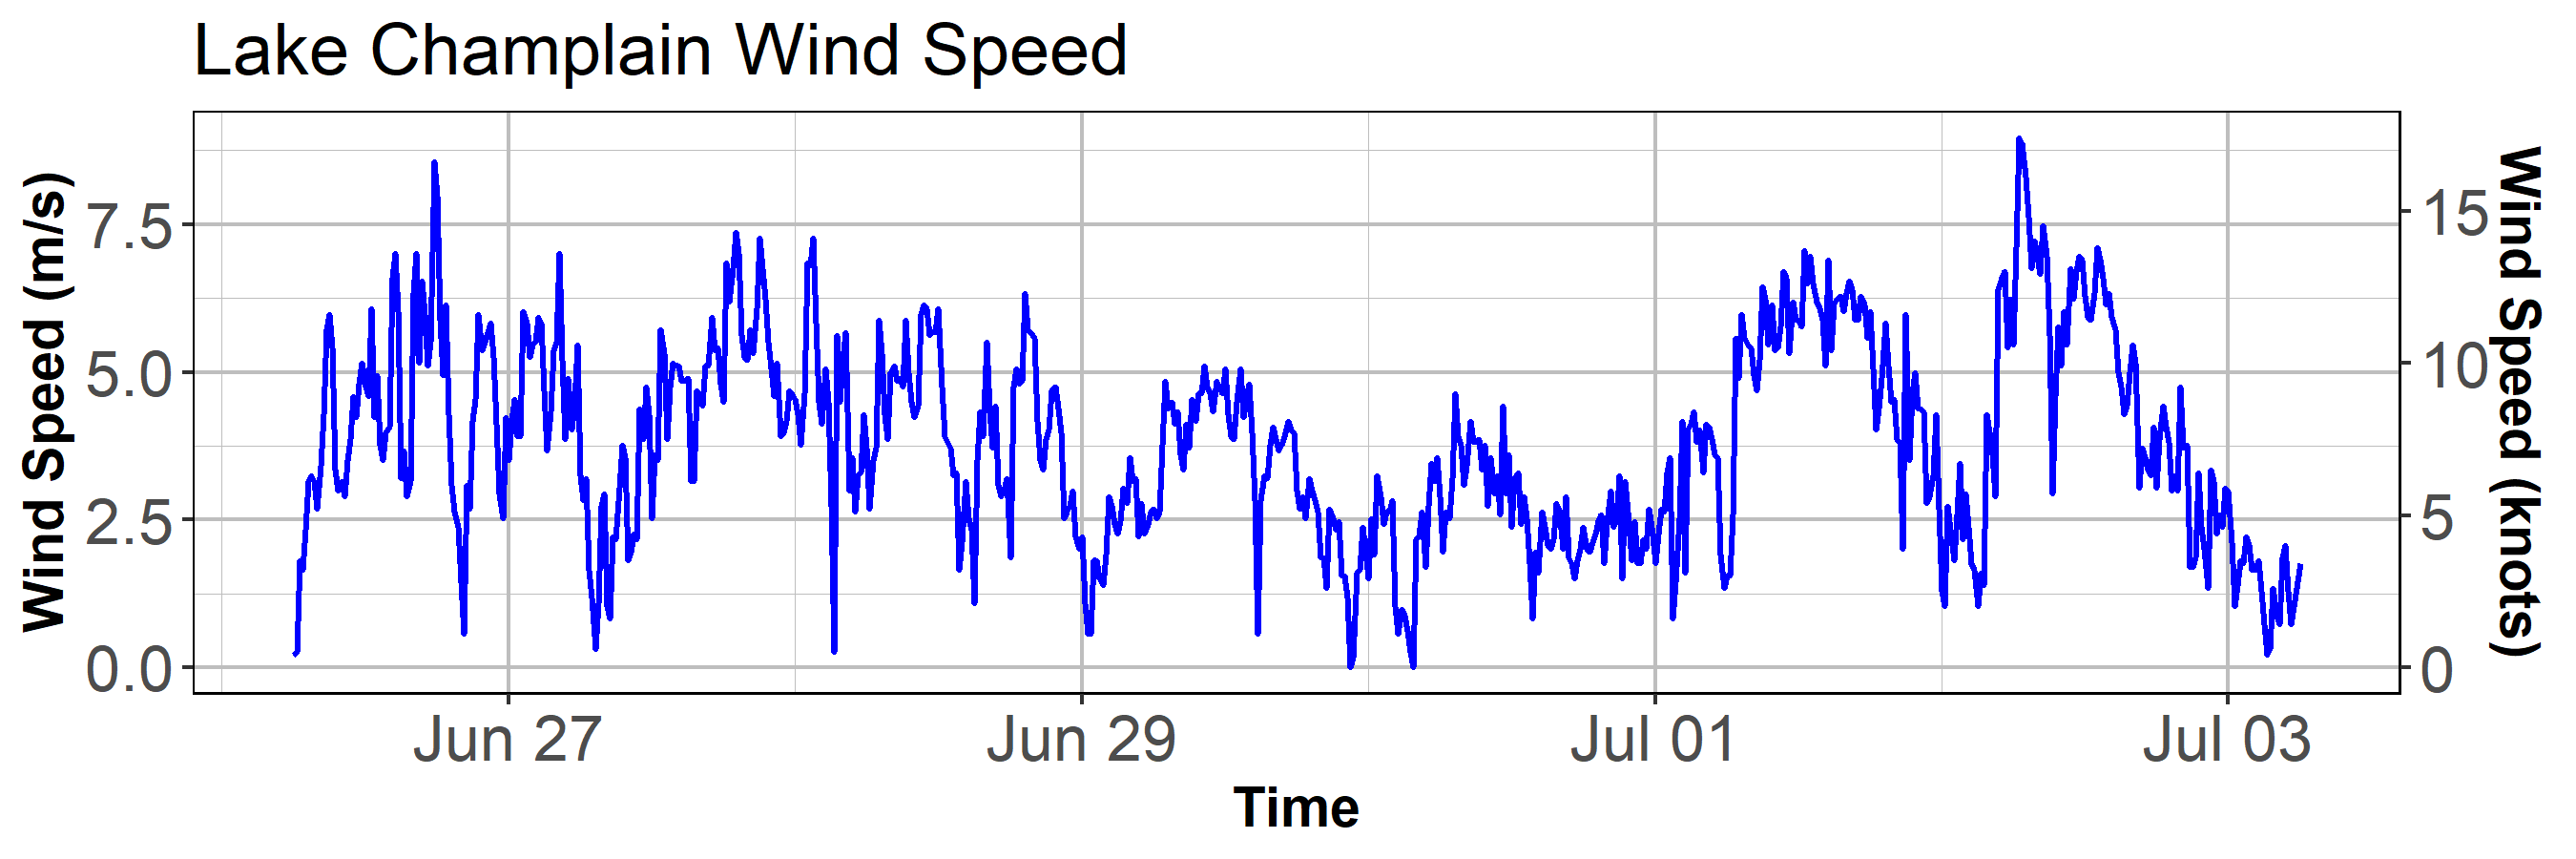 Lake Champlain Wind Speed
Wind Speed (m/s)
7.5
5.0
2.5
0.0
15
10
5
0
Wind Speed (knots)
Jun 27
Jun 29
Jul 01
Jul 03
Time